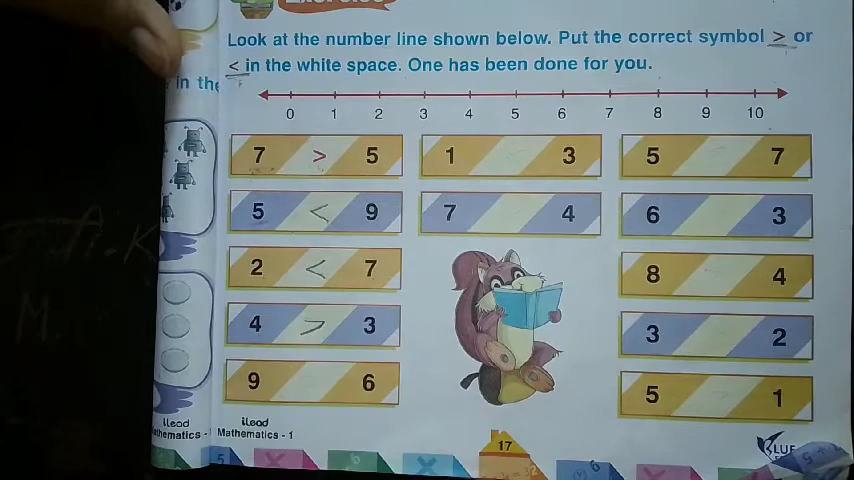 Look at the number line shown below. Put the correct symbol > or
< in the white space. One has been done for you.
in the
0 1 2 3 4 5 6 7 8 9 10
7 > 5
1 3
5 7
5 < 9
7 4
6 3
2 < 7
8 4
4 > 3
3 2
9 6
5 1
iLead
iLead
Mathematics - 1
17